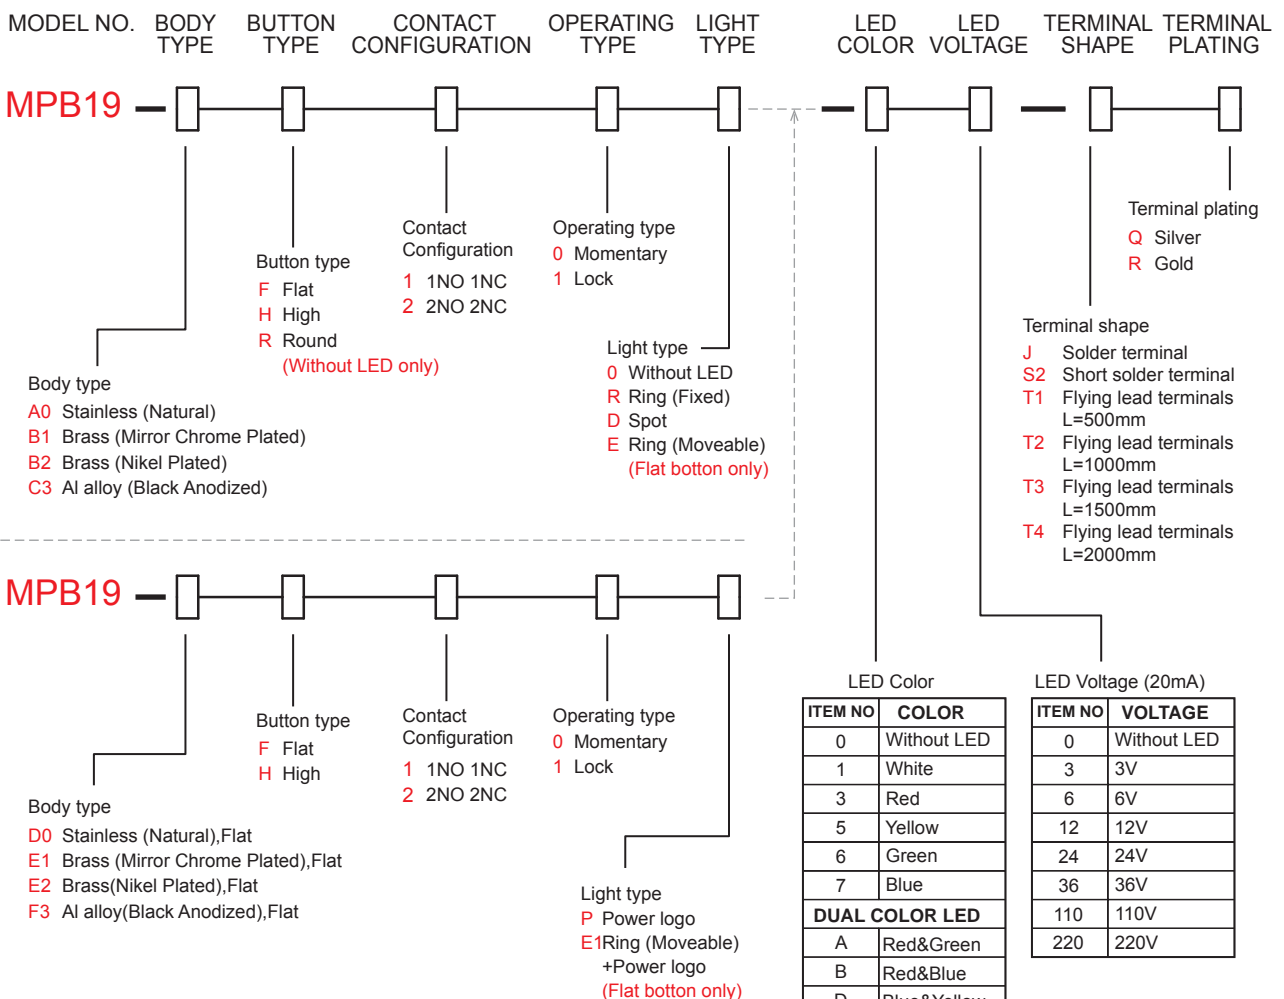 MODEL NO.
BODY TYPE
BUTTON TYPE
CONTACT CONFIGURATION
OPERATING TYPE
LIGHT TYPE
LED COLOR
LED VOLTAGE
TERMINAL SHAPE
TERMINAL PLATING
MPB19
Body type
A0 Stainless (Natural)
B1 Brass (Mirror Chrome Plated)
B2 Brass (Nikel Plated)
C3 Al alloy (Black Anodized)
Button type
F Flat
H High
R Round
(Without LED only)
Contact
Configuration
1 1NO 1NC
2 2NO 2NC
Operating type
0 Momentary
1 Lock
Light type
0 Without LED
R Ring (Fixed)
D Spot
E Ring (Moveable)
(Flat botton only)
Terminal plating
Q Silver
R Gold
Terminal shape
J Solder terminal
S2 Short solder terminal
T1 Flying lead terminals
L=500mm
T2 Flying lead terminals
L=1000mm
T3 Flying lead terminals
L=1500mm
T4 Flying lead terminals
L=2000mm
MPB19
Body type
D0 Stainless (Natural),Flat
E1 Brass (Mirror Chrome Plated),Flat
E2 Brass(Nikel Plated),Flat
F3 Al alloy(Black Anodized),Flat
Button type
F Flat
H High
Contact
Configuration
1 1NO 1NC
2 2NO 2NC
Operating type
0 Momentary
1 Lock
Light type
P Power logo
E1Ring (Moveable)
+Power logo
(Flat botton only)
LED Color
ITEM NO COLOR
0 Without LED
1 White
3 Red
5 Yellow
6 Green
7 Blue
DUAL COLOR LED
A Red&Green
B Red&Blue
D Blue&Yellow
LED Voltage (20mA)
ITEM NO VOLTAGE
0 Without LED
3 3V
6 6V
12 12V
24 24V
36 36V
110 110V
220 220V